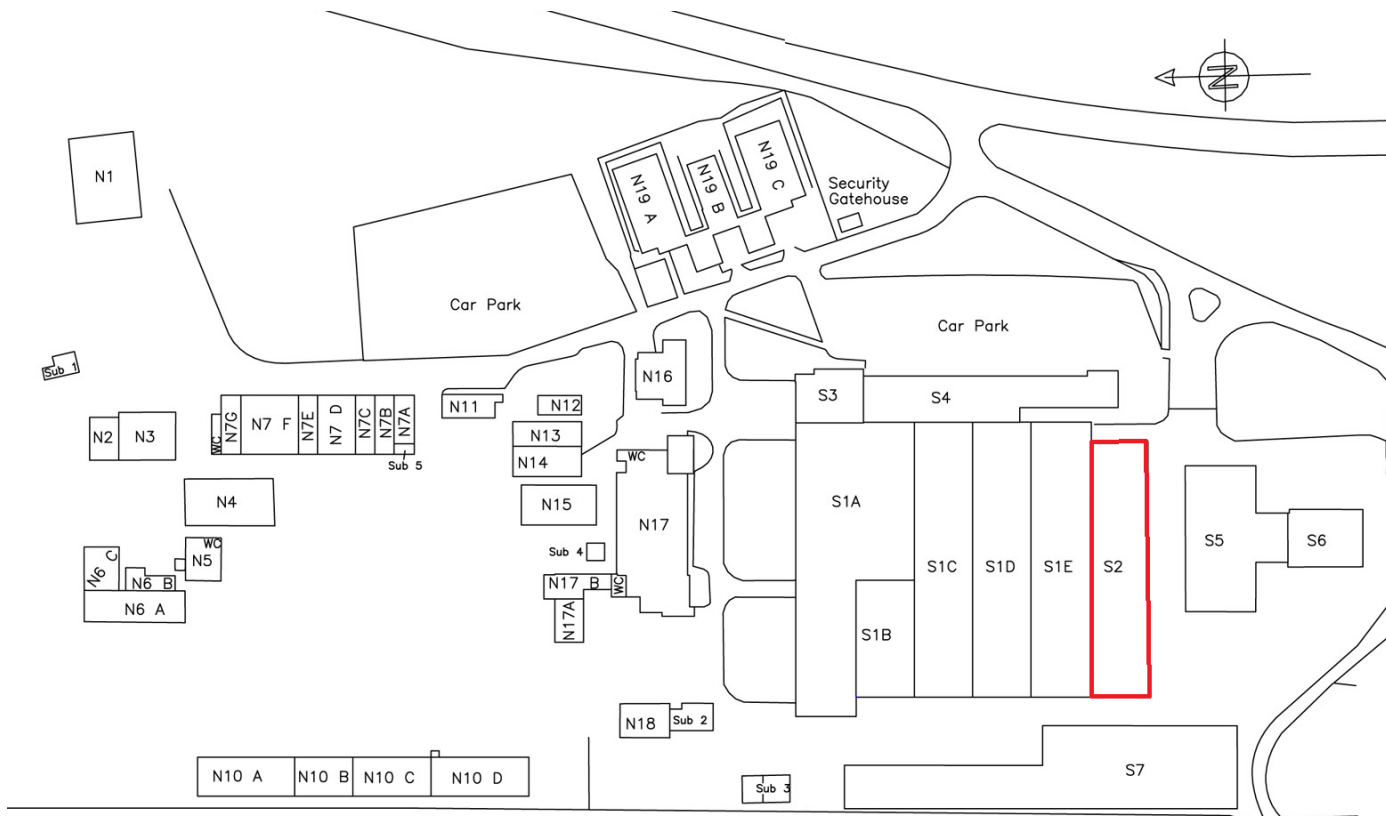 N
N1
N19 A
N19 B
N19 C
Security
Gatehouse
Car Park
Car Park
Sub 1
N16
S3
S4
N11
N12
N2
N3
WC
N7G
N7 F
N7E
N7 D
N7C
N7B
N7A
Sub 5
N13
N14
WC
N4
N15
N17
S1A
S5
S6
WC
N5
Sub 4
N6 C
N6 B
N6 A
N17 B
WC
N17A
S1B
S1C
S1D
S1E
S2
N18
Sub 2
N10 A
N10 B
N10 C
N10 D
Sub 3
S7